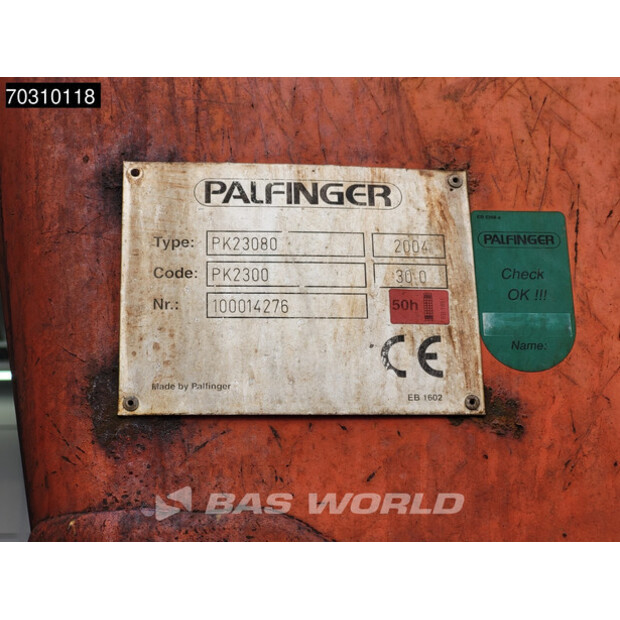 70310118
PALFINGER
Type: PK23080 2004
Code: PK2300 30.0
Nr.: 100014276 50h
CE
Made by Palfinger
EB 1602
PALFINGER
Check
OK !!!
Name:
BAS WORLD